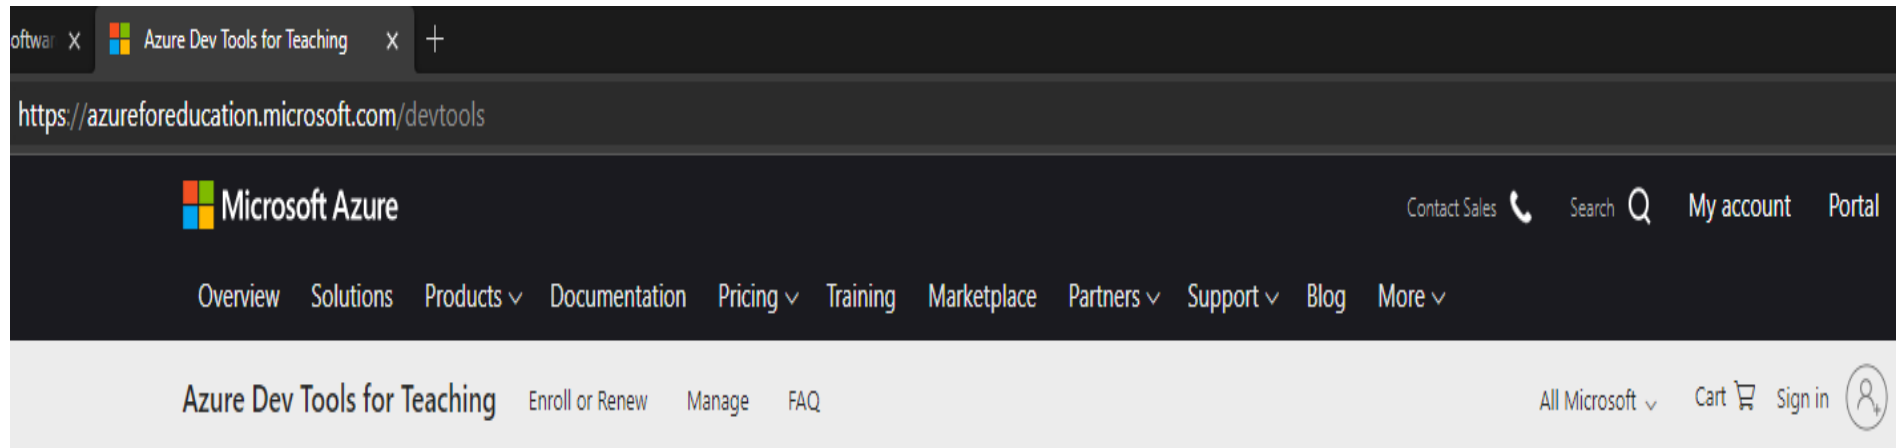 oftwar Azure Dev Tools for Teaching
https://azureforeducation.microsoft.com/devtools
Microsoft Azure Contact Sales Search My account Portal
Overview Solutions Products Documentation Pricing Training Marketplace Partners Support Blog More
Azure Dev Tools for Teaching Enroll or Renew Manage FAQ All Microsoft Cart Sign in